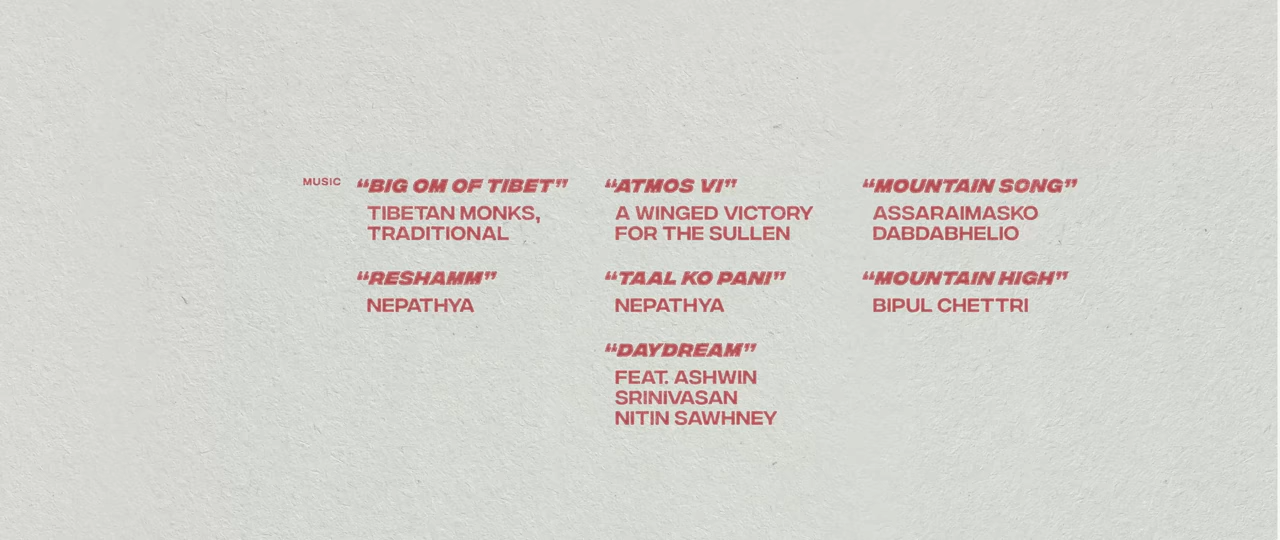 MUSIC
“BIG OM OF TIBET”
TIBETAN MONKS,
TRADITIONAL
“RESHAMM”
NEPATHYA
“ATMOS VI”
A WINGED VICTORY
FOR THE SULLEN
“TAAL KO PANI”
NEPATHYA
“DAYDREAM”
FEAT. ASHWIN
SRINIVASAN
NITIN SAWHNEY
“MOUNTAIN SONG”
ASSARAIMASKO
DABDABHELIO
“MOUNTAIN HIGH”
BIPUL CHETTRI